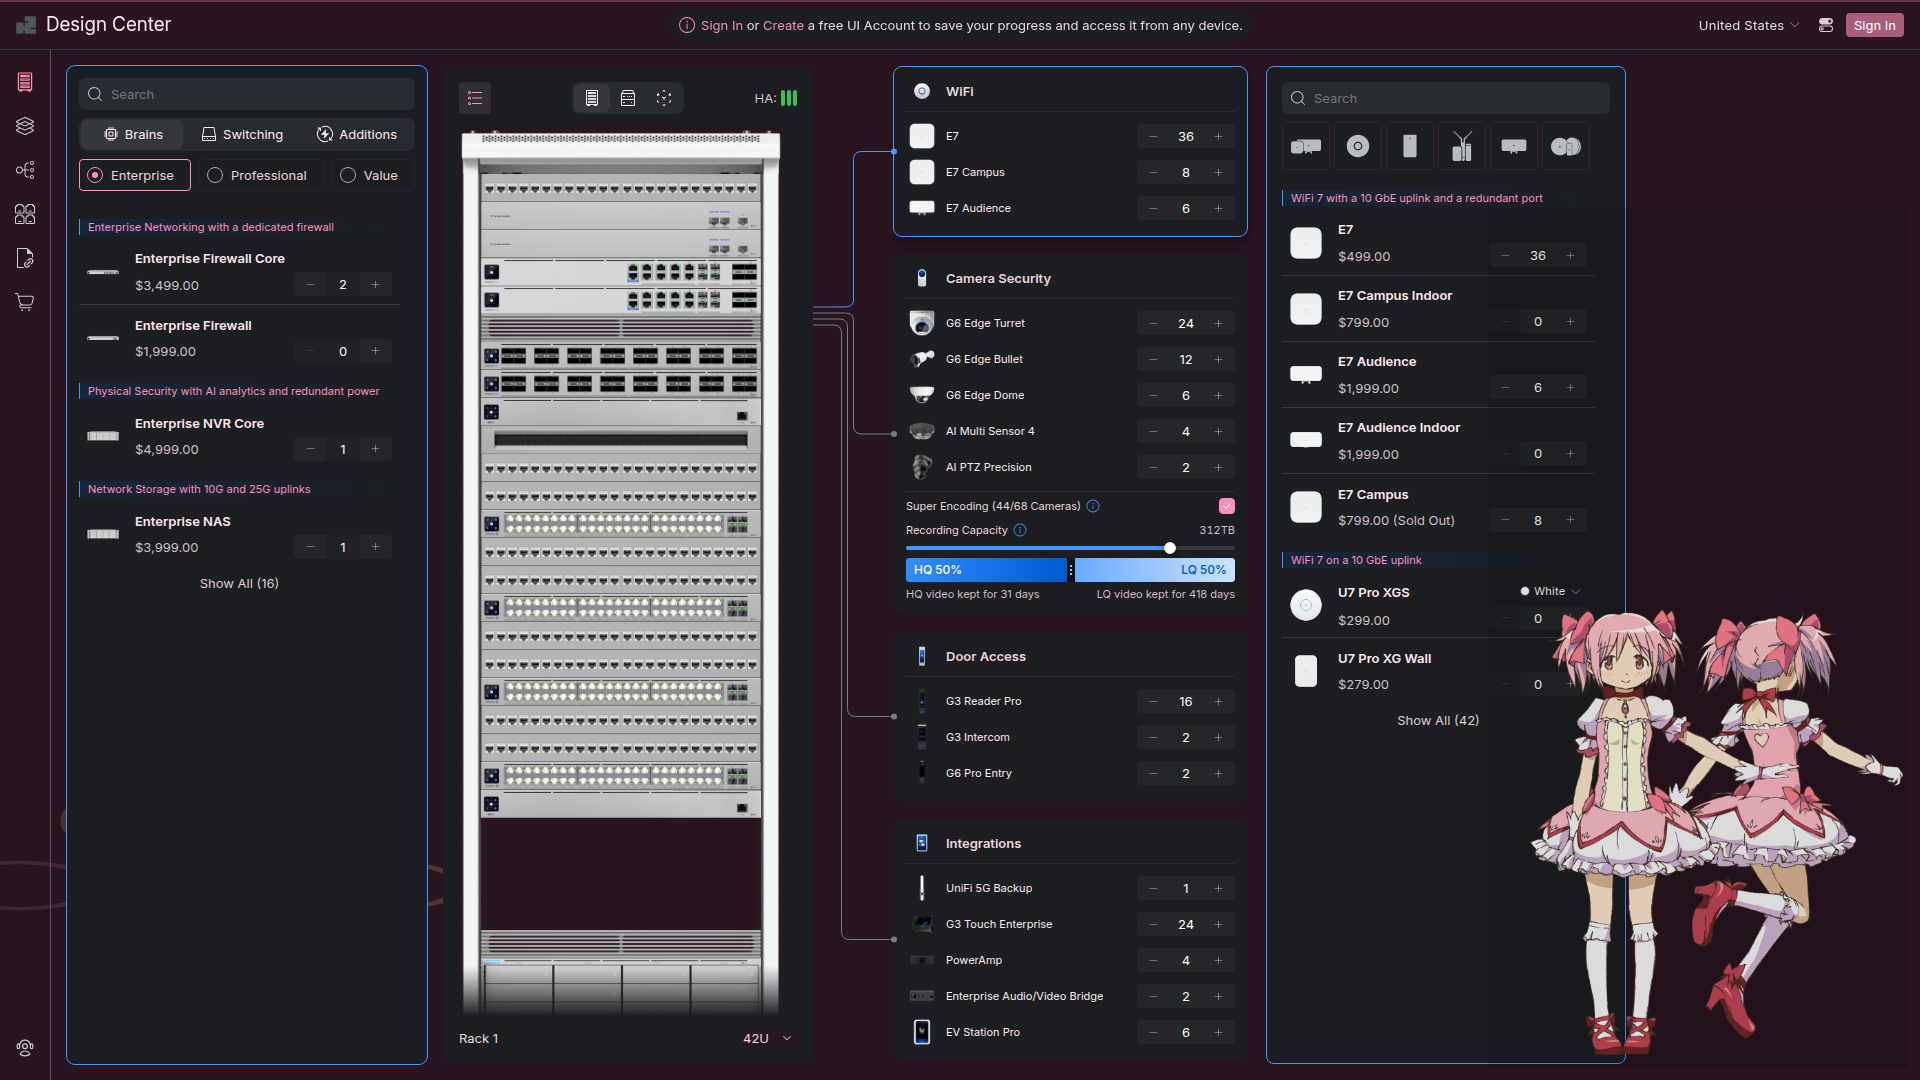 Design Center
Sign In or Create a free UI Account to save your progress and access it from any device.
United States
Sign In
Search
Brains
Switching
Additions
Enterprise
Professional
Value
Enterprise Networking with a dedicated firewall
Enterprise Firewall Core
$3,499.00
2
Enterprise Firewall
$1,999.00
0
Physical Security with AI analytics and redundant power
Enterprise NVR Core
$4,999.00
1
Network Storage with 10G and 25G uplinks
Enterprise NAS
$3,999.00
1
Show All (16)
HA:
Rack 1
42U
WiFi
E7
36
E7 Campus
8
E7 Audience
6
Camera Security
G6 Edge Turret
24
G6 Edge Bullet
12
G6 Edge Dome
6
AI Multi Sensor 4
4
AI PTZ Precision
2
Super Encoding (44/68 Cameras)
Recording Capacity
312TB
HQ 50%
LQ 50%
HQ video kept for 31 days
LQ video kept for 418 days
Door Access
G3 Reader Pro
16
G3 Intercom
2
G6 Pro Entry
2
Integrations
UniFi 5G Backup
1
G3 Touch Enterprise
24
PowerAmp
4
Enterprise Audio/Video Bridge
2
EV Station Pro
6
Search
WiFi 7 with a 10 GbE uplink and a redundant port
E7
$499.00
36
E7 Campus Indoor
$799.00
0
E7 Audience
$1,999.00
6
E7 Audience Indoor
$1,999.00
0
E7 Campus
$799.00 (Sold Out)
8
WiFi 7 on a 10 GbE uplink
U7 Pro XGS
White
$299.00
0
U7 Pro XG Wall
$279.00
0
Show All (42)